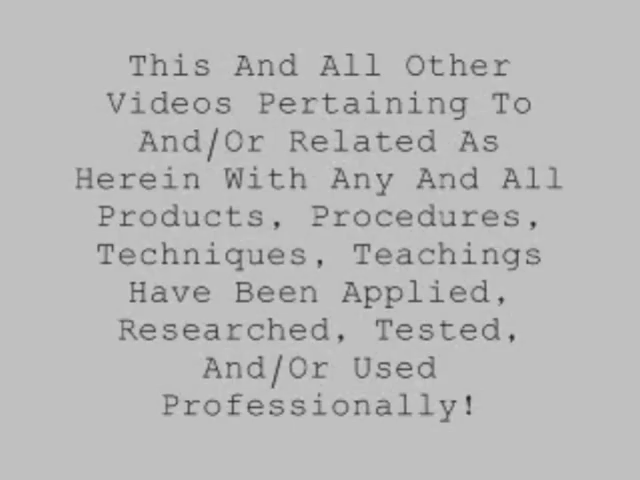 This And All Other
Videos Pertaining To
And/Or Related As
Herein With Any And All
Products, Procedures,
Techniques, Teachings
Have Been Applied,
Researched, Tested,
And/Or Used
Professionally!